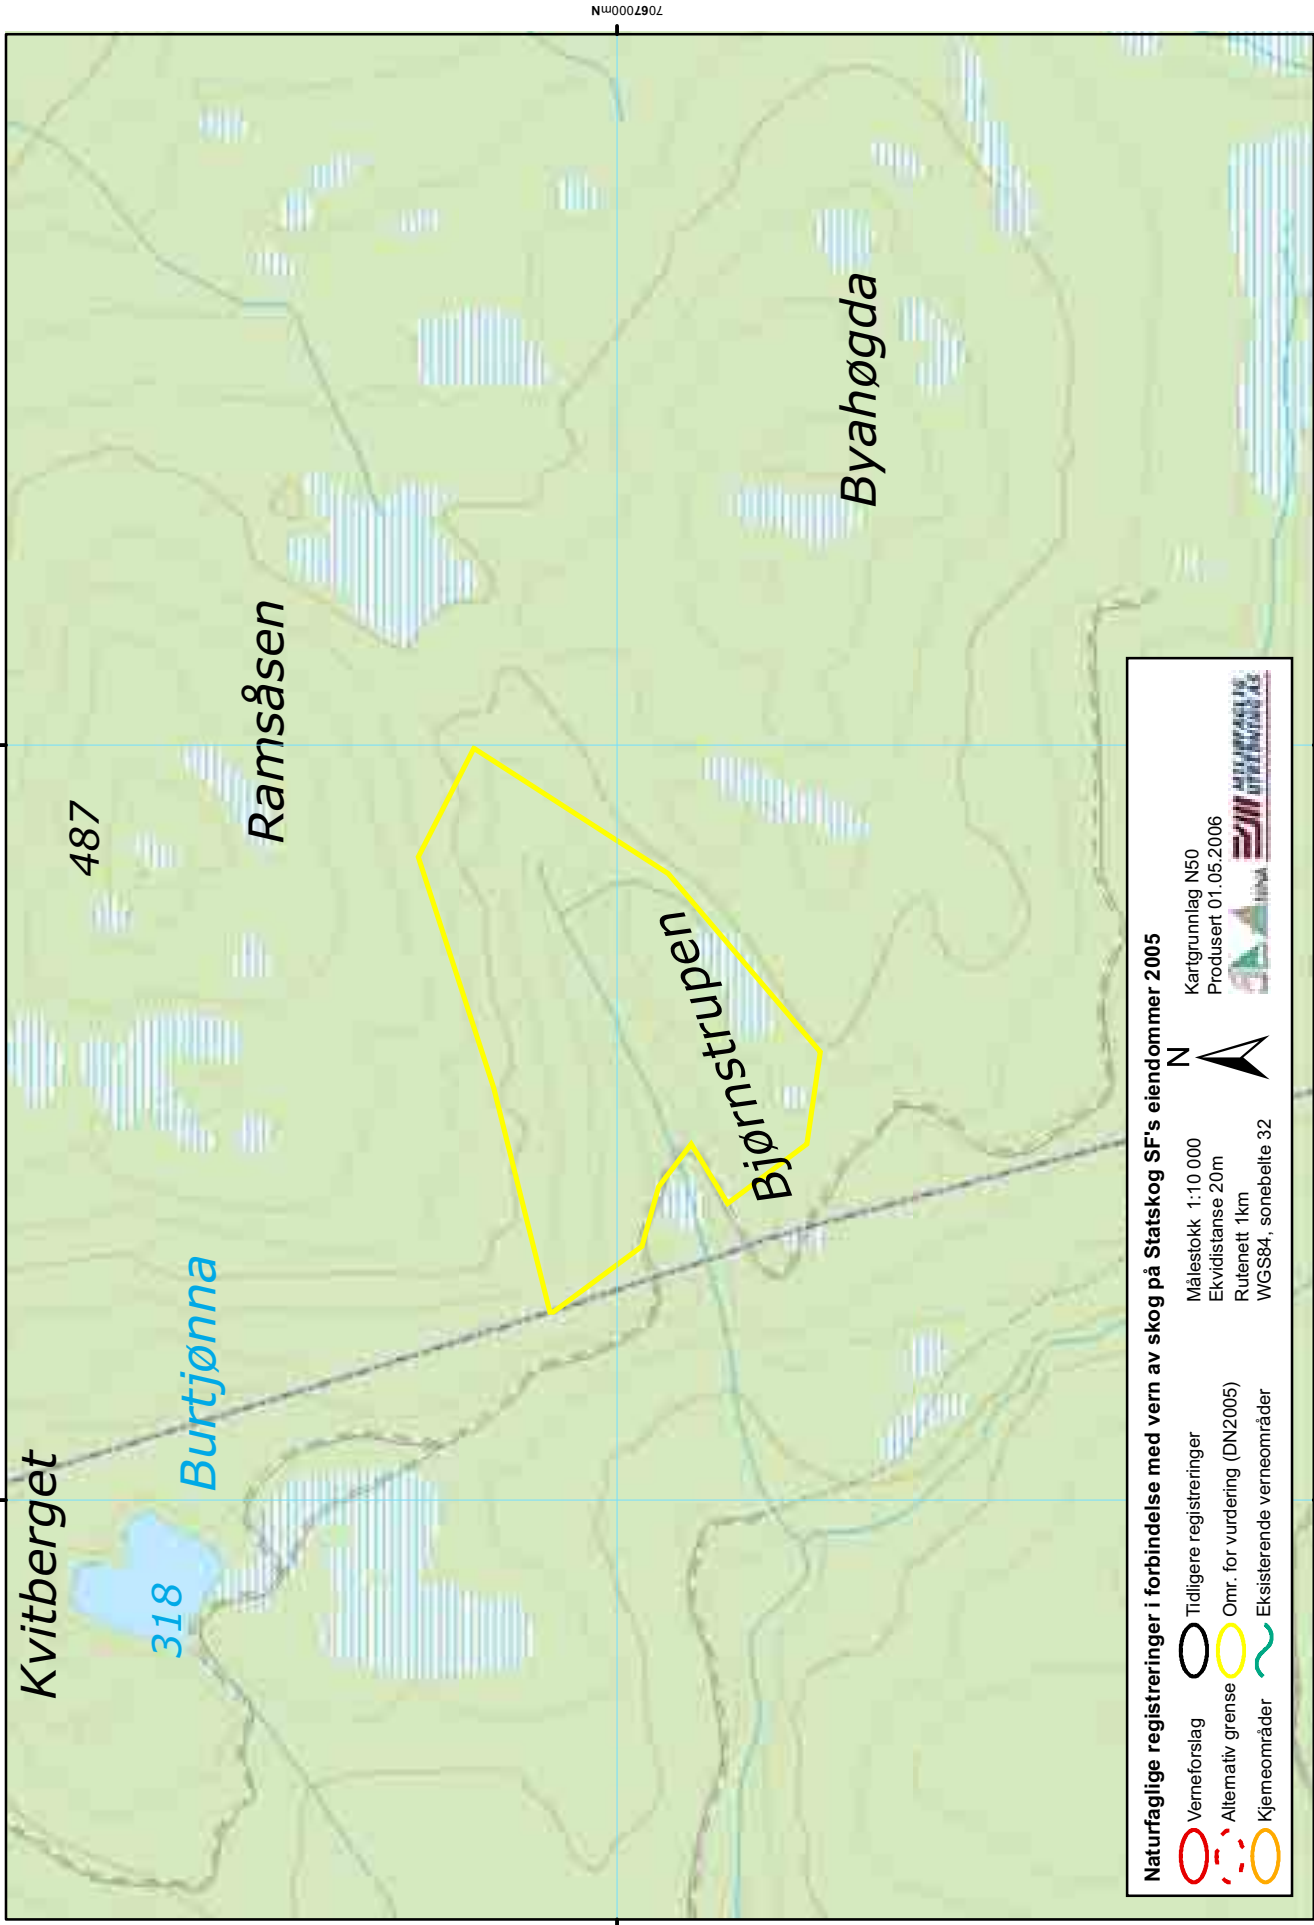 7067000mN
Kvitberget
318
Burtjønna
487
Ramsåsen
Bjørnstrupen
Byahøgda
Naturfaglige registreringer i forbindelse med vern av skog på Statskog SF's eiendommer 2005
Verneforslag
Alternativ grense
Kjerneområder
Tidligere registreringer
Omr. for vurdering (DN2005)
Eksisterende verneområder
Målestokk 1:10 000
Ekvidistanse 20m
Rutenett 1km
WGS84, sonebelte 32
N
Kartgrunnlag N50
Produsert 01.05.2006
NINA